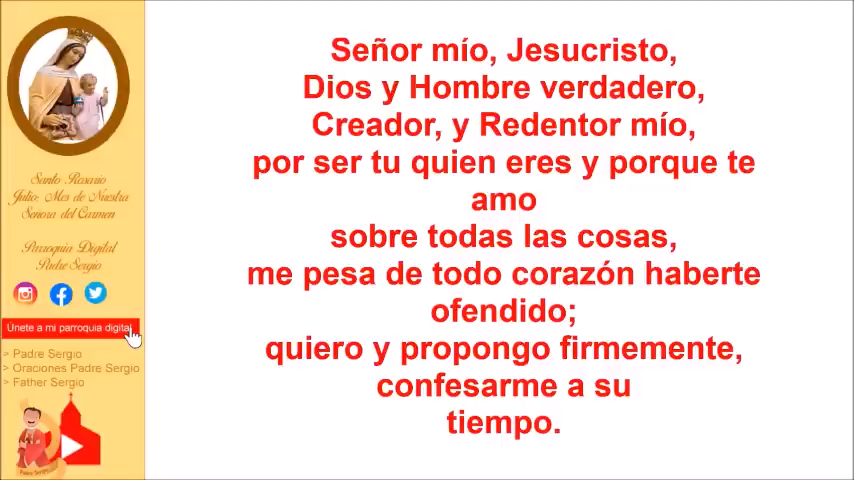 Santo Rosario
Julio: Mes de Nuestra
Señora del Carmen
Parroquia Digital
Padre Sergio
Únete a mi parroquia digital
> Padre Sergio
> Oraciones Padre Sergio
> Father Sergio
Padre Sergio
Señor mío, Jesucristo,
Dios y Hombre verdadero,
Creador, y Redentor mío,
por ser tu quien eres y porque te
amo
sobre todas las cosas,
me pesa de todo corazón haberte
ofendido;
quiero y propongo firmemente,
confesarme a su
tiempo.